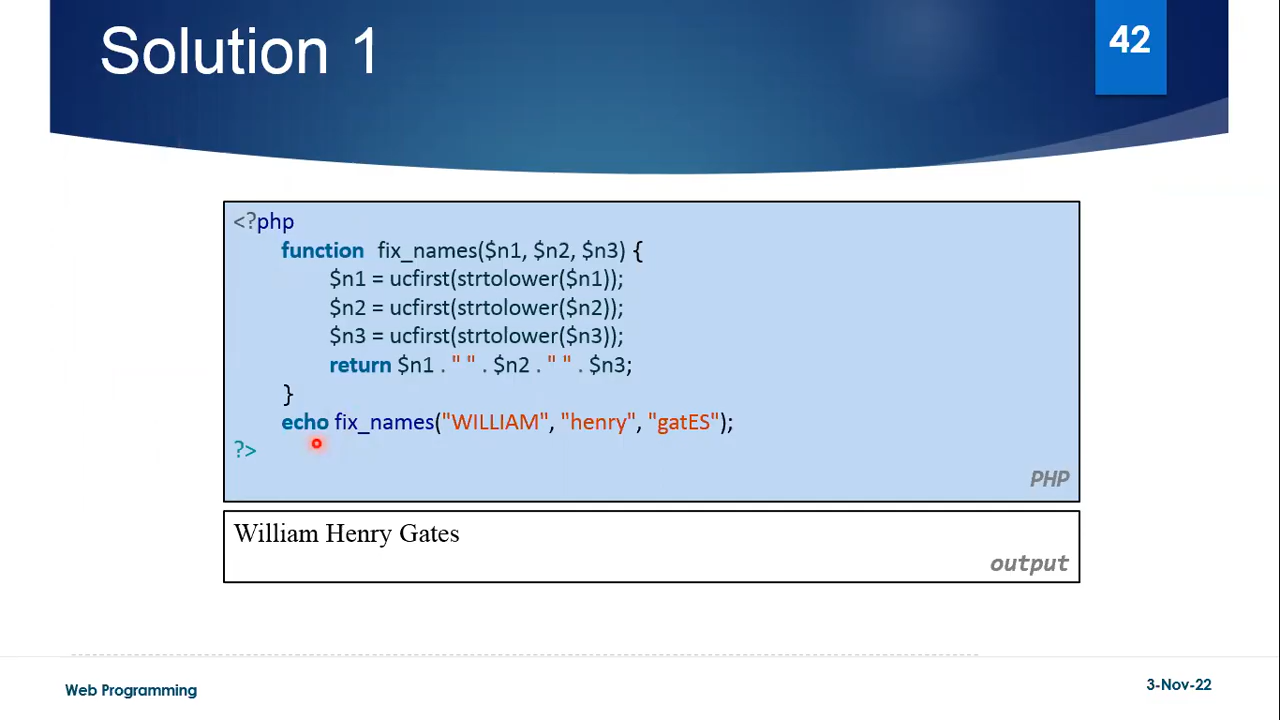 Solution 1
42
<?php
function fix_names($n1, $n2, $n3) {
$n1 = ucfirst(strtolower($n1));
$n2 = ucfirst(strtolower($n2));
$n3 = ucfirst(strtolower($n3));
return $n1 . " " . $n2 . " " . $n3;
}
echo fix_names("WILLIAM", "henry", "gatES");
?>
PHP
William Henry Gates
output
Web Programming
3-Nov-22